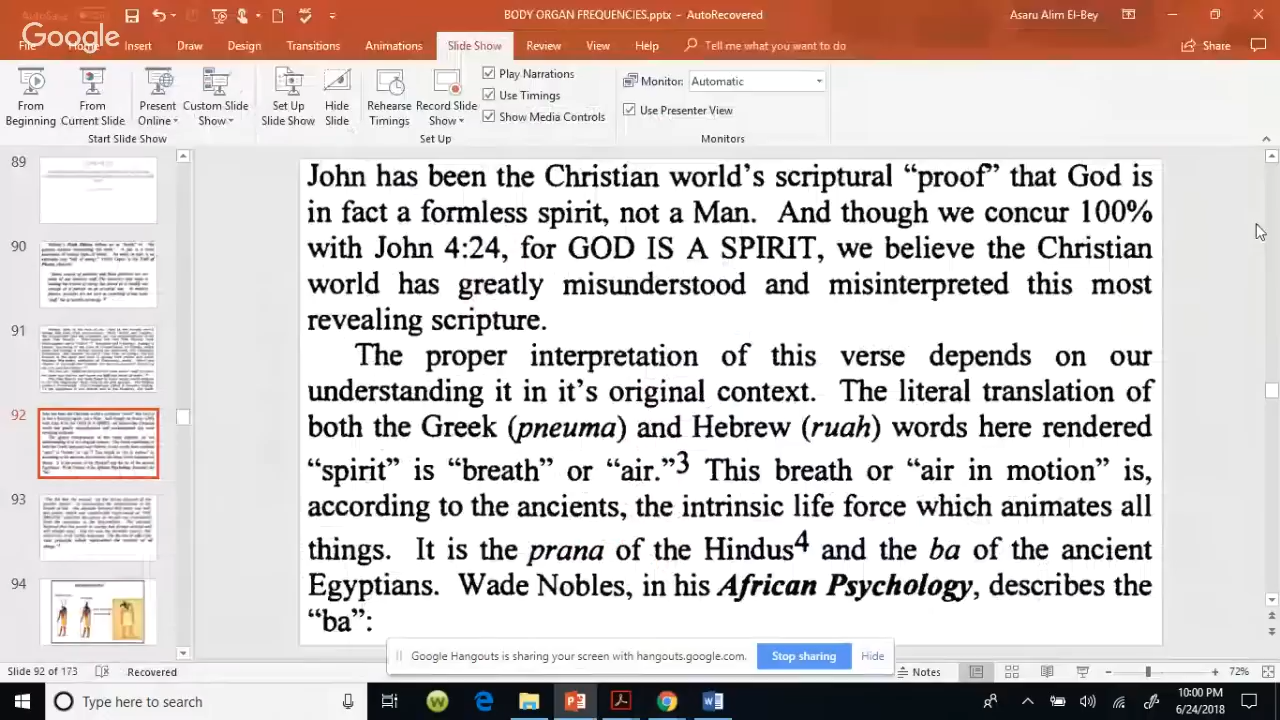 BODY ORGAN FREQUENCIES.pptx - AutoRecovered
Asaru Alim El-Bey
Google
File Home Insert Draw Design Transitions Animations Slide Show Review View Help Tell me what you want to do Share
From Beginning
From Current Slide
Present Online
Custom Slide Show
Set Up Slide Show
Hide Slide
Rehearse Timings
Record Slide Show
Play Narrations
Use Timings
Show Media Controls
Monitor: Automatic
Use Presenter View
Start Slide Show
Set Up
Monitors
89
90
91
92
93
94
John has been the Christian world's scriptural “proof” that God is
in fact a formless spirit, not a Man. And though we concur 100%
with John 4:24, for GOD IS A SPIRIT, we believe the Christian
world has greatly misunderstood and misinterpreted this most
revealing scripture.
The proper interpretation of this verse depends on our
understanding it in it's original context. The literal translation of
both the Greek (pneuma) and Hebrew (ruah) words here rendered
“spirit” is “breath” or “air.”3 This breath or “air in motion” is,
according to the ancients, the intrinsic life force which animates all
things. It is the prana of the Hindus4 and the ba of the ancient
Egyptians. Wade Nobles, in his African Psychology, describes the
“ba”:
Google Hangouts is sharing your screen with hangouts.google.com. Stop sharing Hide
Slide 92 of 173 Recovered Notes 72%
Type here to search
10:00 PM
6/24/2018